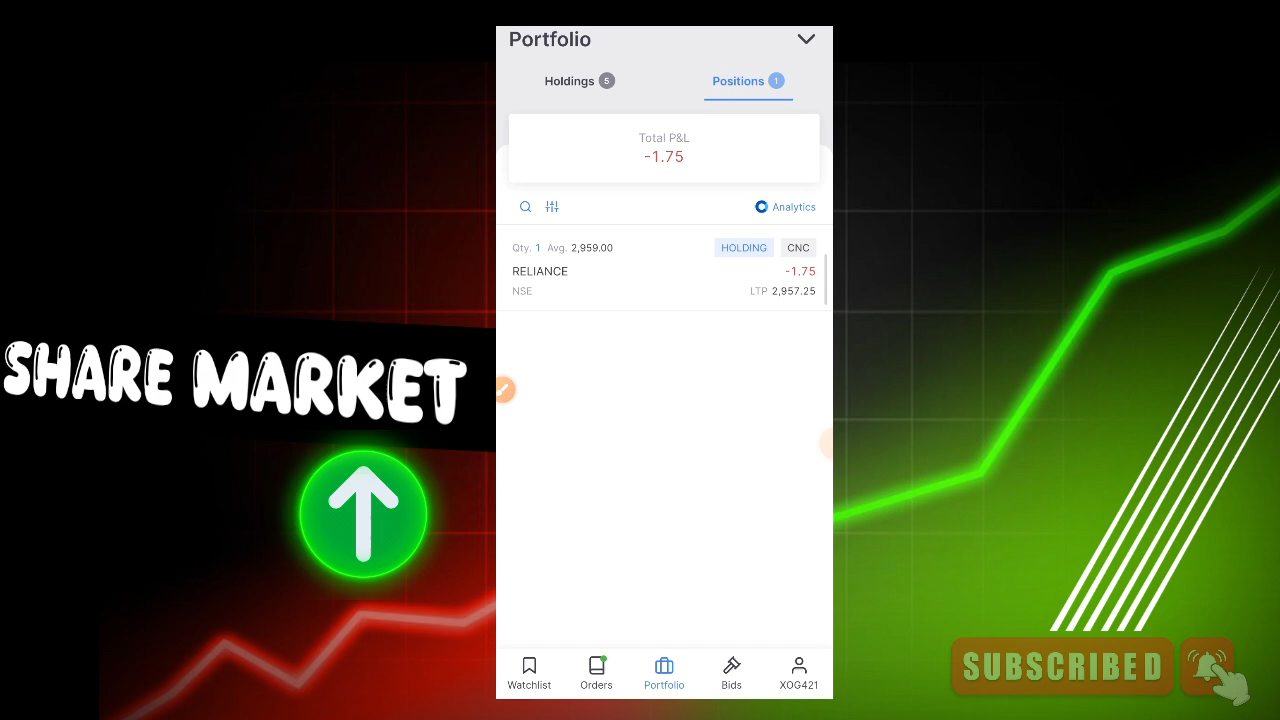 Portfolio
Holdings 5
Positions 1
Total P&L
-1.75
Analytics
Qty. 1 Avg. 2,959.00
HOLDING CNC
RELIANCE
-1.75
NSE
LTP 2,957.25
SHARE MARKET
SUBSCRIBED
Watchlist
Orders
Portfolio
Bids
XOG421